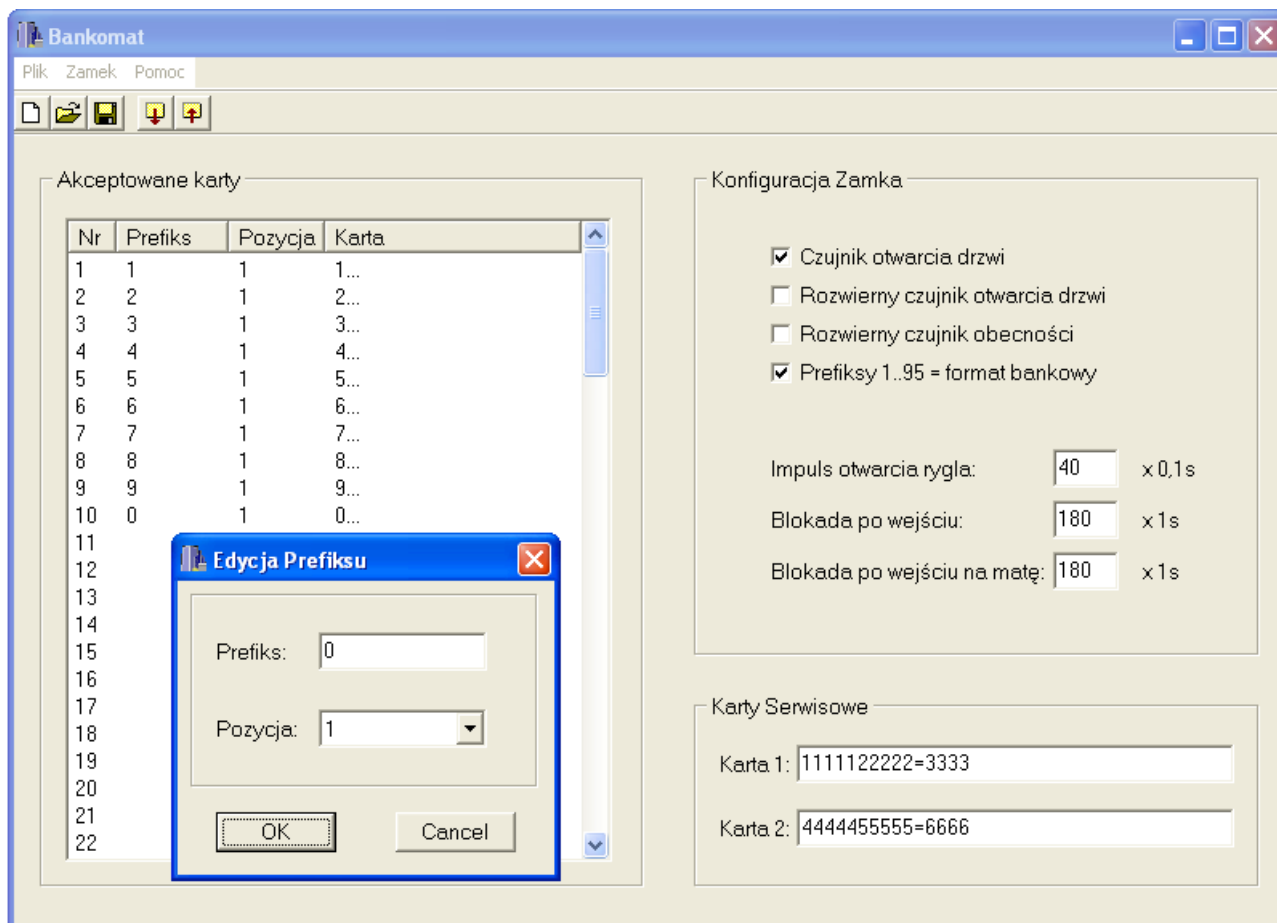 Bankomat
Plik Zamek Pomoc
Akceptowane karty
Nr Prefiks Pozycja Karta
1 1 1 1...
2 2 1 2...
3 3 1 3...
4 4 1 4...
5 5 1 5...
6 6 1 6...
7 7 1 7...
8 8 1 8...
9 9 1 9...
10 0 1 0...
11
12
13
14
15
16
17
18
19
20
21
22
Edycja Prefiksu
Prefiks: 0
Pozycja: 1
OK Cancel
Konfiguracja Zamka
Czujnik otwarcia drzwi
Rozwierny czujnik otwarcia drzwi
Rozwierny czujnik obecności
Prefiksy 1..95 = format bankowy
Impuls otwarcia rygla: 40 x 0,1s
Blokada po wejściu: 180 x 1s
Blokada po wejściu na matę: 180 x 1s
Karty Serwisowe
Karta 1: 1111122222=3333
Karta 2: 4444455555=6666